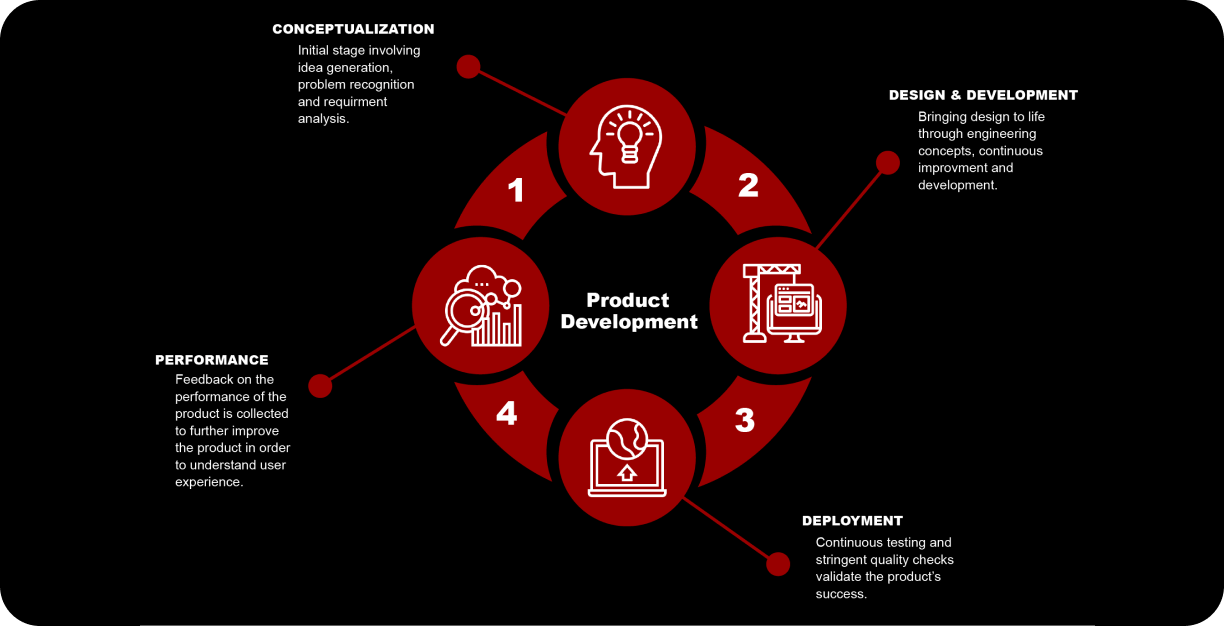 CONCEPTUALIZATION
Initial stage involving
idea generation,
problem recognition
and requirment
analysis.
DESIGN & DEVELOPMENT
Bringing design to life
through engineering
concepts, continuous
improvment and
development.
1
2
Product
Development
PERFORMANCE
Feedback on the
performance of the
product is collected
to further improve
the product in order
to understand user
experience.
4
3
DEPLOYMENT
Continuous testing and
stringent quality checks
validate the product's
success.